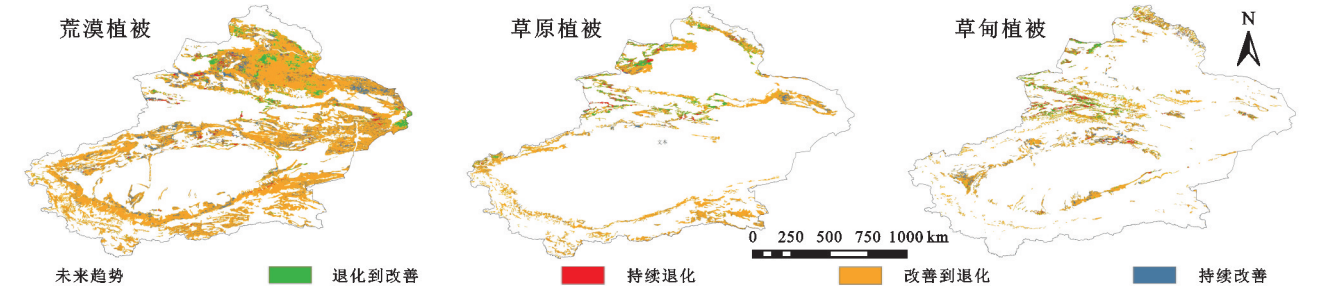 荒漠植被
草原植被
草甸植被
N
0 250 500 750 1000 km
未来趋势 退化到改善 持续退化 改善到退化 持续改善